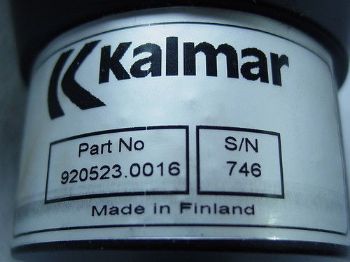 Kalmar
Part No
920523.0016
S/N
746
Made in Finland